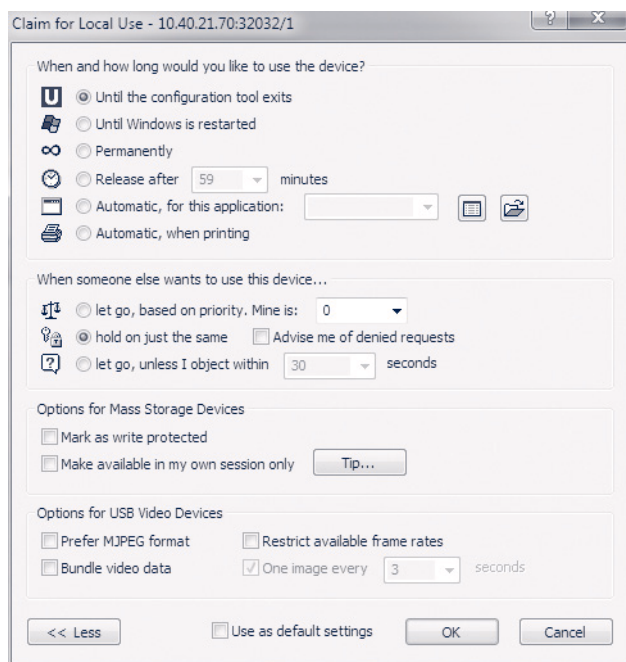 Claim for Local Use - 10.40.21.70:32032/1
When and how long would you like to use the device?
Until the configuration tool exits
Until Windows is restarted
Permanently
Release after 59 minutes
Automatic, for this application:
Automatic, when printing
When someone else wants to use this device...
let go, based on priority. Mine is: 0
hold on just the same Advise me of denied requests
let go, unless I object within 30 seconds
Options for Mass Storage Devices
Mark as write protected
Make available in my own session only Tip...
Options for USB Video Devices
Prefer MJPEG format Restrict available frame rates
Bundle video data One image every 3 seconds
<< Less Use as default settings OK Cancel